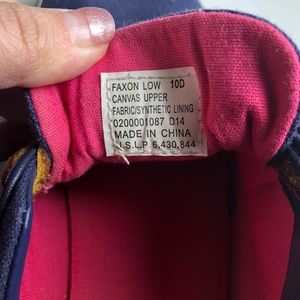 FAXON LOW 10D
CANVAS UPPER
FABRIC/SYNTHETIC LINING
0200001087 D14
MADE IN CHINA
U.S.L.P 6,430,844